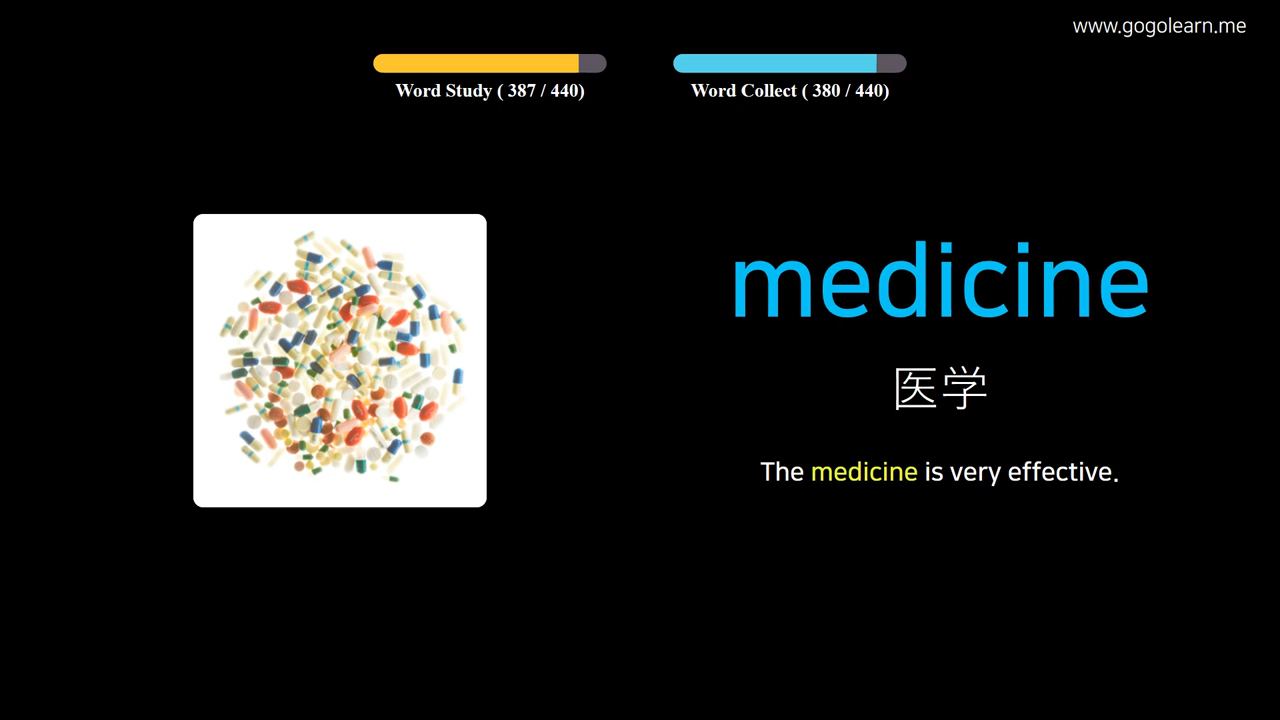 www.gogolearn.me
Word Study ( 387 / 440)
Word Collect ( 380 / 440)
medicine
医学
The medicine is very effective.